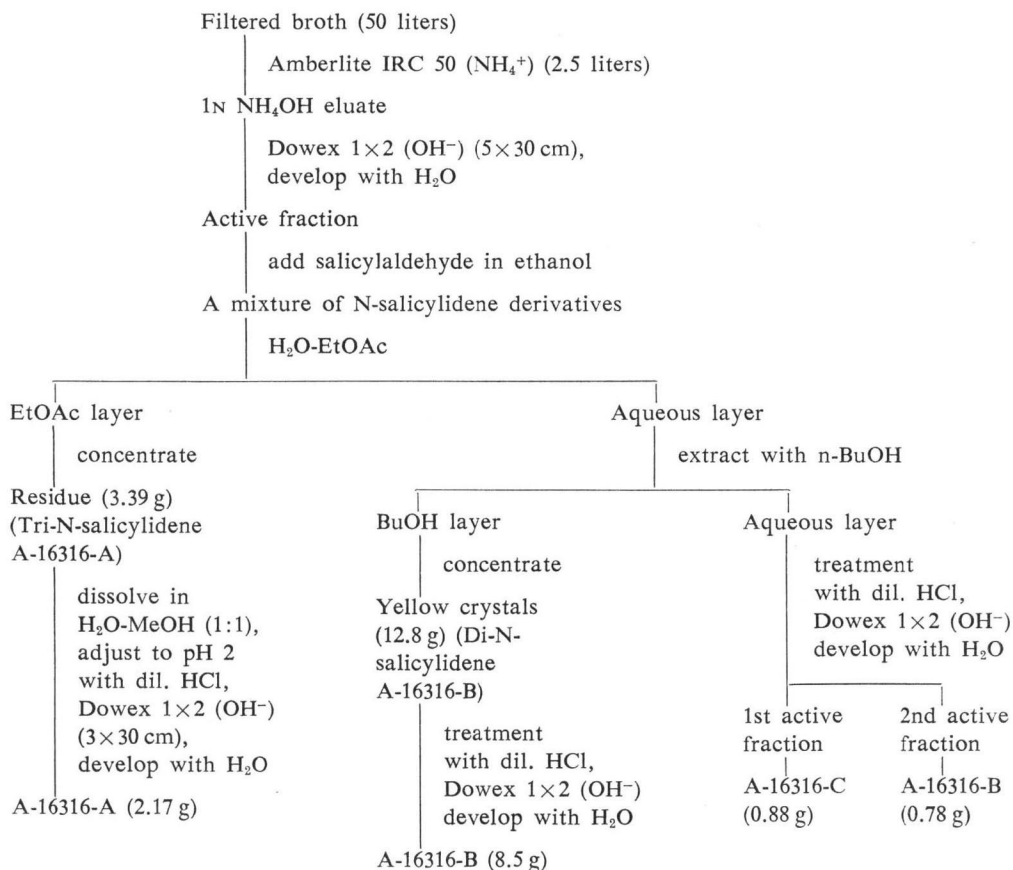 Filtered broth (50 liters)
Amberlite IRC 50 (NH₄⁺) (2.5 liters)
1N NH₄OH eluate
Dowex 1×2 (OH⁻) (5×30 cm),
develop with H₂O
Active fraction
add salicylaldehyde in ethanol
A mixture of N-salicylidene derivatives
H₂O-EtOAc
EtOAc layer
concentrate
Residue (3.39 g)
(Tri-N-salicylidene
A-16316-A)
dissolve in
H₂O-MeOH (1:1),
adjust to pH 2
with dil. HCl,
Dowex 1×2 (OH⁻)
(3×30 cm),
develop with H₂O
A-16316-A (2.17 g)
Aqueous layer
extract with n-BuOH
BuOH layer
concentrate
Yellow crystals
(12.8 g) (Di-N-
salicylidene
A-16316-B)
treatment
with dil. HCl,
Dowex 1×2 (OH⁻)
develop with H₂O
A-16316-B (8.5 g)
Aqueous layer
treatment
with dil. HCl,
Dowex 1×2 (OH⁻)
develop with H₂O
1st active
fraction
A-16316-C
(0.88 g)
2nd active
fraction
A-16316-B
(0.78 g)